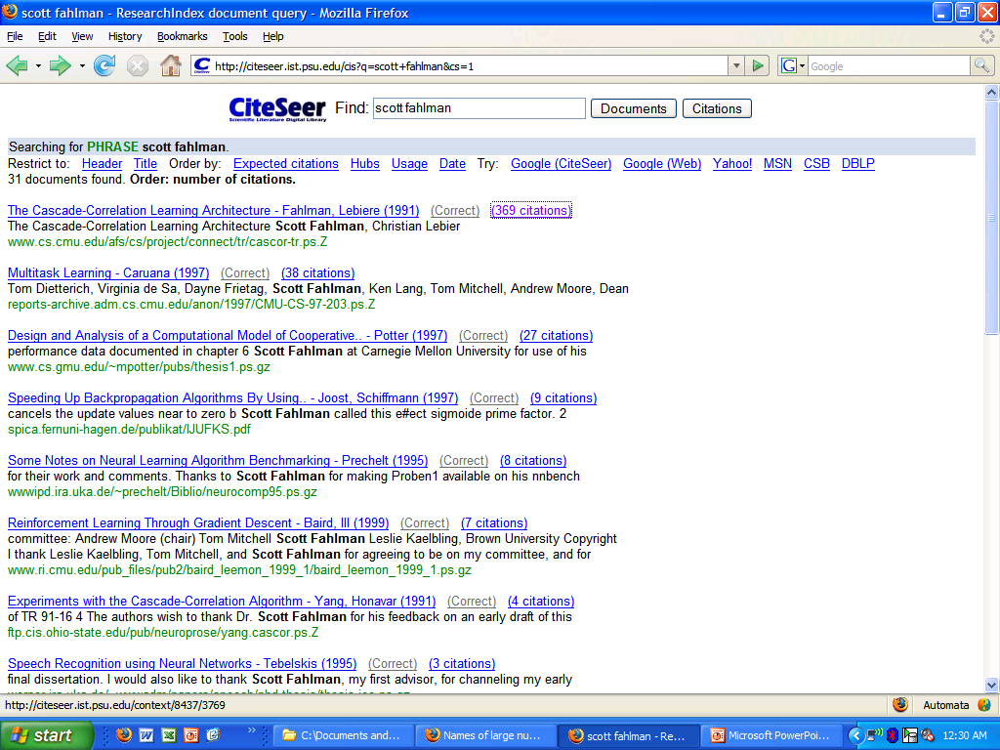 scott fahlman - ResearchIndex document query - Mozilla Firefox
File Edit View History Bookmarks Tools Help
http://citeseer.ist.psu.edu/cis?q=scott+fahlman&cs=1 G Google
CiteSeer Find: scott fahlman Documents Citations
Scientific Literature Digital Library
Searching for PHRASE scott fahlman.
Restrict to: Header Title Order by: Expected citations Hubs Usage Date Try: Google (CiteSeer) Google (Web) Yahoo! MSN CSB DBLP
31 documents found. Order: number of citations.
The Cascade-Correlation Learning Architecture - Fahlman, Lebiere (1991) (Correct) (369 citations)
The Cascade-Correlation Learning Architecture Scott Fahlman, Christian Lebier
www.cs.cmu.edu/afs/cs/project/connect/tr/cascor-tr.ps.Z
Multitask Learning - Caruana (1997) (Correct) (38 citations)
Tom Dietterich, Virginia de Sa, Dayne Frietag, Scott Fahlman, Ken Lang, Tom Mitchell, Andrew Moore, Dean
reports-archive.adm.cs.cmu.edu/anon/1997/CMU-CS-97-203.ps.Z
Design and Analysis of a Computational Model of Cooperative.. - Potter (1997) (Correct) (27 citations)
performance data documented in chapter 6 Scott Fahlman at Carnegie Mellon University for use of his
www.cs.gmu.edu/~mpotter/pubs/thesis1.ps.gz
Speeding Up Backpropagation Algorithms By Using.. - Joost, Schiffmann (1997) (Correct) (9 citations)
cancels the update values near to zero b Scott Fahlman called this e#ect sigmoide prime factor. 2
spica.fernuni-hagen.de/publikat/IJUFKS.pdf
Some Notes on Neural Learning Algorithm Benchmarking - Prechelt (1995) (Correct) (8 citations)
for their work and comments. Thanks to Scott Fahlman for making Proben1 available on his nnbench
wwwipd.ira.uka.de/~prechelt/Biblio/neurocomp95.ps.gz
Reinforcement Learning Through Gradient Descent - Baird, III (1999) (Correct) (7 citations)
committee: Andrew Moore (chair) Tom Mitchell Scott Fahlman Leslie Kaelbling, Brown University Copyright
I thank Leslie Kaelbling, Tom Mitchell, and Scott Fahlman for agreeing to be on my committee, and for
www.ri.cmu.edu/pub_files/pub2/baird_leemon_1999_1/baird_leemon_1999_1.ps.gz
Experiments with the Cascade-Correlation Algorithm - Yang, Honavar (1991) (Correct) (4 citations)
of TR 91-16 4 The authors wish to thank Dr. Scott Fahlman for his feedback on an early draft of this
ftp.cis.ohio-state.edu/pub/neuroprose/yang.cascor.ps.Z
Speech Recognition using Neural Networks - Tebelskis (1995) (Correct) (3 citations)
final dissertation. I would also like to thank Scott Fahlman, my first advisor, for channeling my early
http://citeseer.ist.psu.edu/context/8437/3769 Automata
start C:\Documents and... Names of large nu... scott fahlman - Re... Microsoft PowerPoi... 12:30 AM